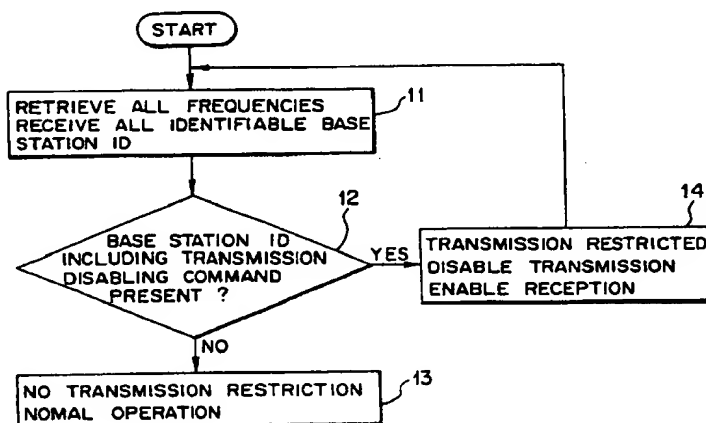 START
11
RETRIEVE ALL FREQUENCIES
RECEIVE ALL IDENTIFIABLE BASE
STATION ID
12
BASE STATION ID
INCLUDING TRANSMISSION
DISABLING COMMAND
PRESENT ?
YES
14
TRANSMISSION RESTRICTED
DISABLE TRANSMISSION
ENABLE RECEPTION
NO
13
NO TRANSMISSION RESTRICTION
NOMAL OPERATION